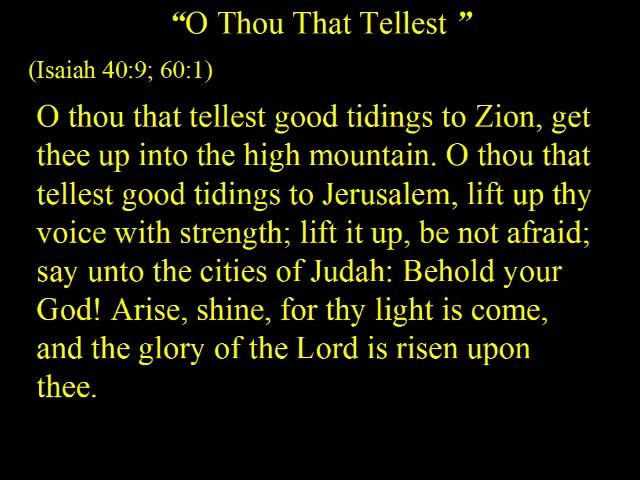 “O Thou That Tellest ”
(Isaiah 40:9; 60:1)
O thou that tellest good tidings to Zion, get
thee up into the high mountain. O thou that
tellest good tidings to Jerusalem, lift up thy
voice with strength; lift it up, be not afraid;
say unto the cities of Judah: Behold your
God! Arise, shine, for thy light is come,
and the glory of the Lord is risen upon
thee.